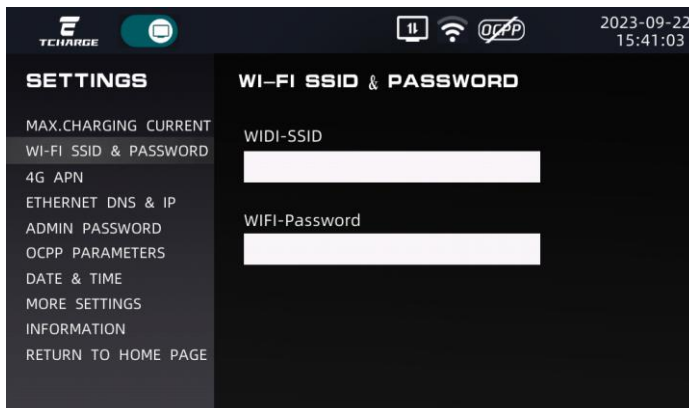 TCHARGE
OCPP
2023-09-22
15:41:03
SETTINGS
MAX.CHARGING CURRENT
WI-FI SSID & PASSWORD
4G APN
ETHERNET DNS & IP
ADMIN PASSWORD
OCPP PARAMETERS
DATE & TIME
MORE SETTINGS
INFORMATION
RETURN TO HOME PAGE
WI-FI SSID & PASSWORD
WIDI-SSID
WIFI-Password